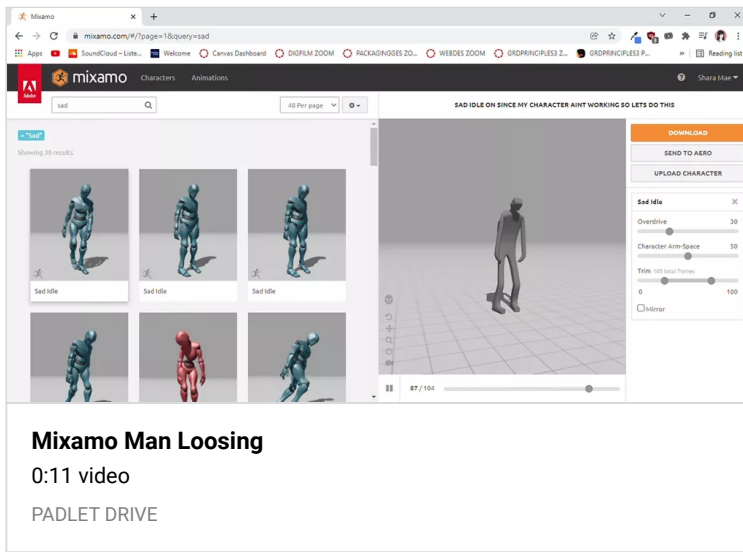 Mixamo
mixamo.com/#/?page=1&query=sad
Apps
SoundCloud – Liste...
Welcome
Canvas Dashboard
DIGFILM ZOOM
PACKAGINGGES ZO...
WEBDES ZOOM
GRDPRINCIPLES3 Z...
GRDPRINCIPLES3 P...
»
Reading list
Adobe
mixamo
Characters
Animations
Shara Mae
sad
48 Per page
SAD IDLE ON SINCE MY CHARACTER AINT WORKING SO LETS DO THIS
× "Sad"
Showing 38 results
Sad Idle
Sad Idle
Sad Idle
87 / 104
DOWNLOAD
SEND TO AERO
UPLOAD CHARACTER
Sad Idle
Overdrive 30
Character Arm-Space 50
Trim
total frames
0 100
Mirror
Mixamo Man Loosing
0:11 video
PADLET DRIVE